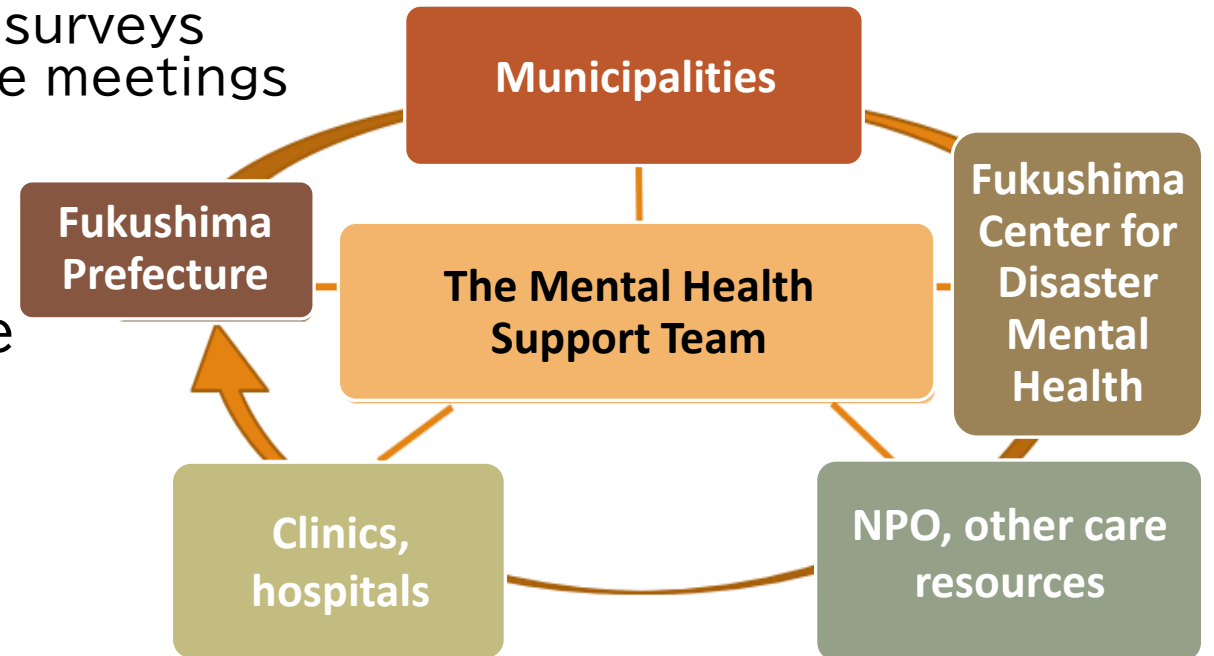 surveys
e meetings
e
Municipalities
Fukushima
Prefecture
The Mental Health
Support Team
Fukushima
Center for
Disaster
Mental
Health
Clinics,
hospitals
NPO, other care
resources